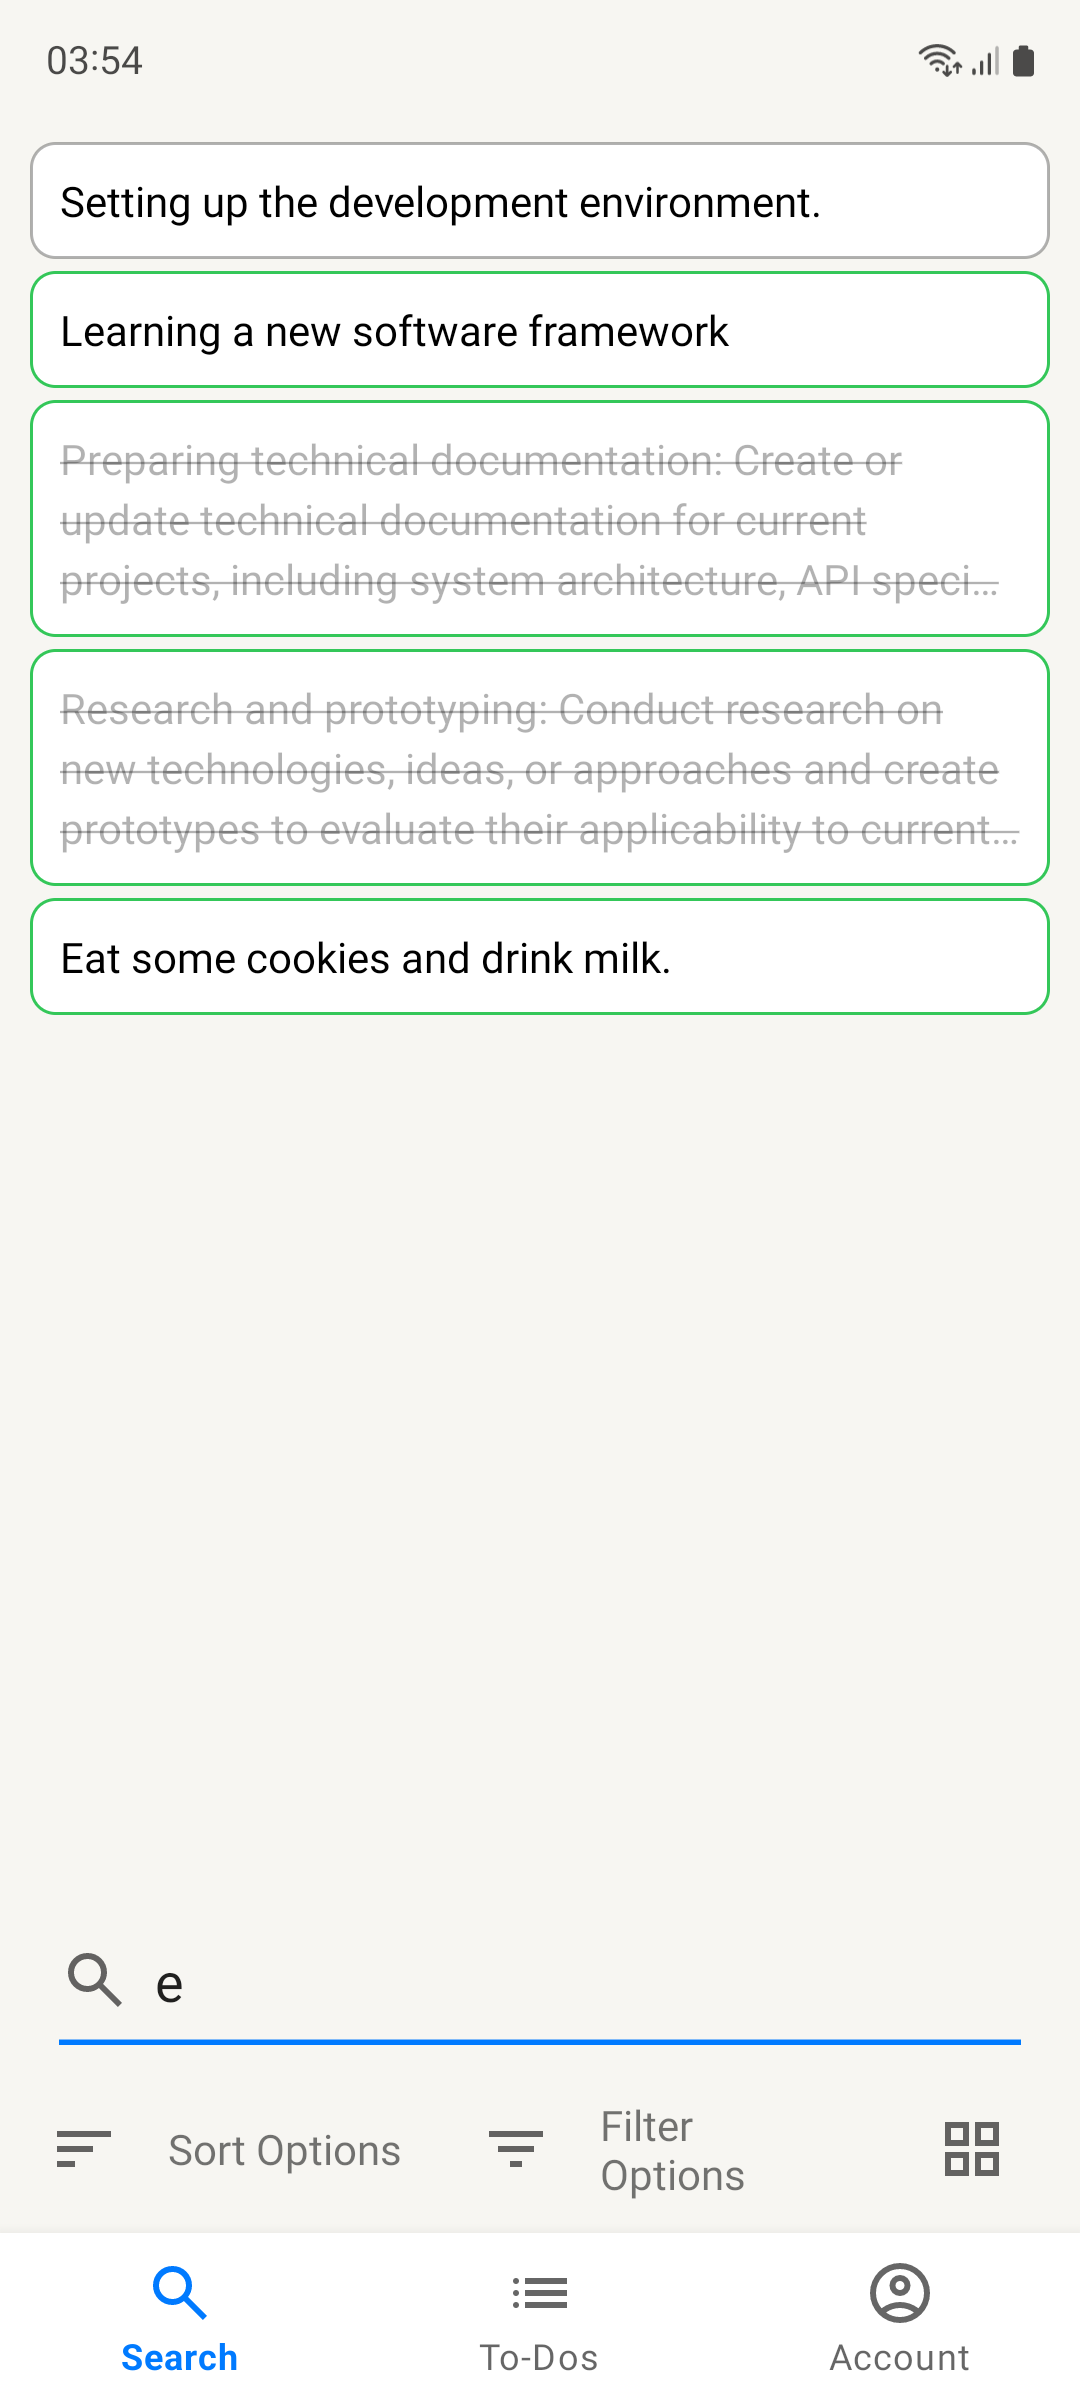 03:54
Setting up the development environment.
Learning a new software framework
Preparing technical documentation: Create or
update technical documentation for current
projects, including system architecture, API speci…
Research and prototyping: Conduct research on
new technologies, ideas, or approaches and create
prototypes to evaluate their applicability to current…
Eat some cookies and drink milk.
e
Sort Options
Filter
Options
Search
To-Dos
Account